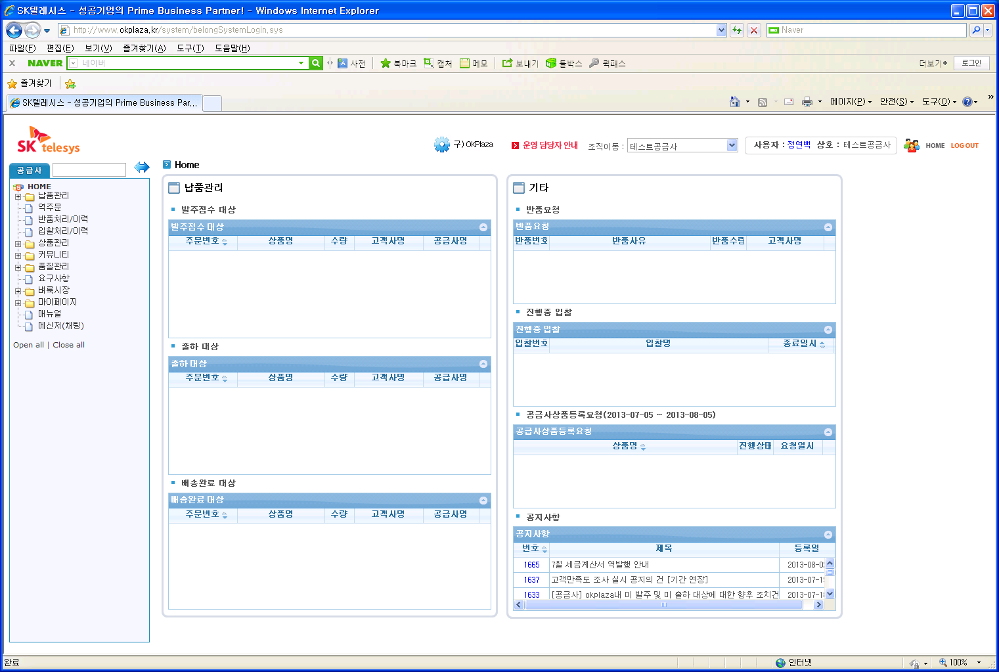 SK텔레시스 - 성공기업의 Prime Business Partner! - Windows Internet Explorer
http://www.okplaza.kr/system/belongSystemLogin.sys
Naver
파일(F) 편집(E) 보기(V) 즐겨찾기(A) 도구(T) 도움말(H)
x NAVER 네이버 사전 북마크 캡처 메모 보내기 툴박스 퀵패스 더보기+ 로그인
즐겨찾기
SK텔레시스 - 성공기업의 Prime Business Par...
페이지(P) 안전(S) 도구(O) »
SK telesys
구) OKPlaza 운영 담당자 안내 조직이동 : 테스트공급사 사용자 : 정연백 상호 : 테스트공급사 HOME LOG OUT
공급사
HOME
납품관리
역주문
반품처리/이력
입찰처리/이력
상품관리
커뮤니티
품질관리
요구사항
벼룩시장
마이페이지
매뉴얼
메신저(채팅)
Open all | Close all
Home
납품관리
발주접수 대상
발주접수 대상
주문번호 상품명 수량 고객사명 공급사명
출하 대상
출하 대상
주문번호 상품명 수량 고객사명 공급사명
배송완료 대상
배송완료 대상
주문번호 상품명 수량 고객사명 공급사명
기타
반품요청
반품요청
반품번호 반품사유 반품수량 고객사명
진행중 입찰
진행중 입찰
입찰번호 입찰명 종료일시
공급사상품등록요청(2013-07-05 ~ 2013-08-05)
공급사상품등록요청
상품명 진행상태 요청일시
공지사항
공지사항
번호 제목 등록일
1665 7월 세금계산서 역발행 안내 2013-08-02
1637 고객만족도 조사 실시 공지의 건 [기간 연장] 2013-07-1
1633 [공급사] okplaza내 미 발주 및 미 출하 대상에 대한 향후 조치건 2013-07-1
완료
인터넷
100%